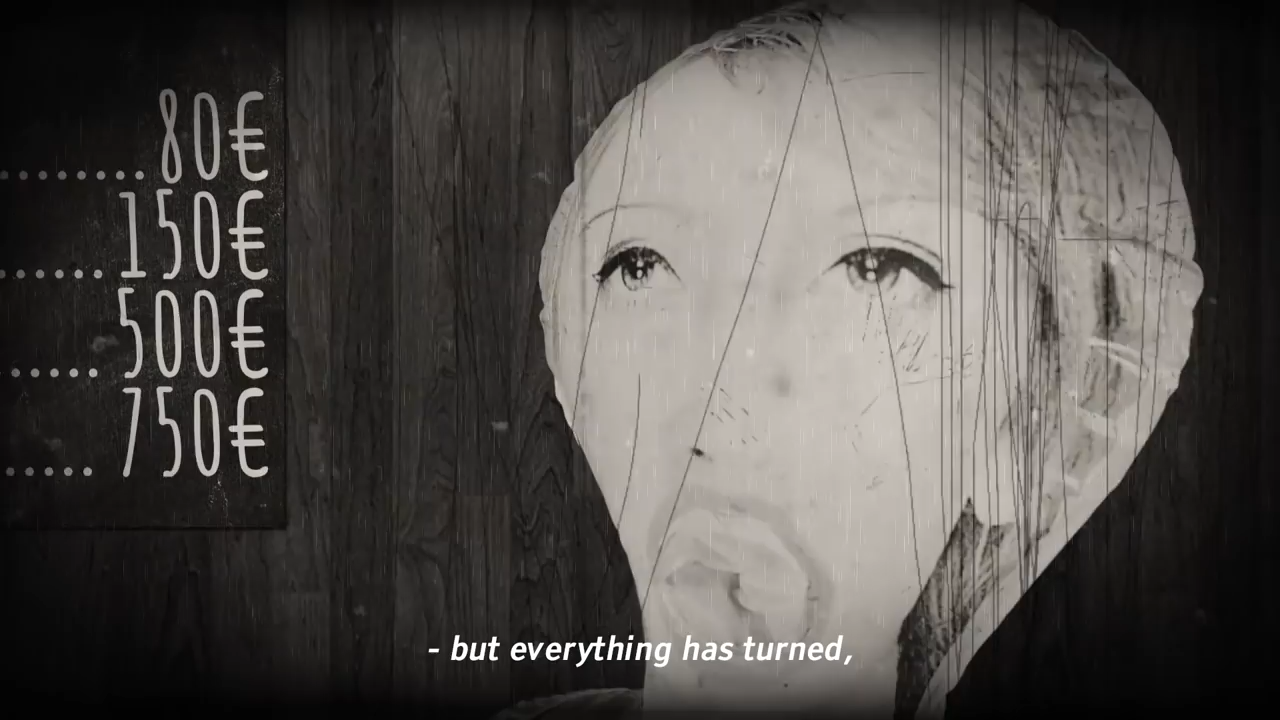 ........80€
......150€
..... 500€
..... 750€
- but everything has turned,